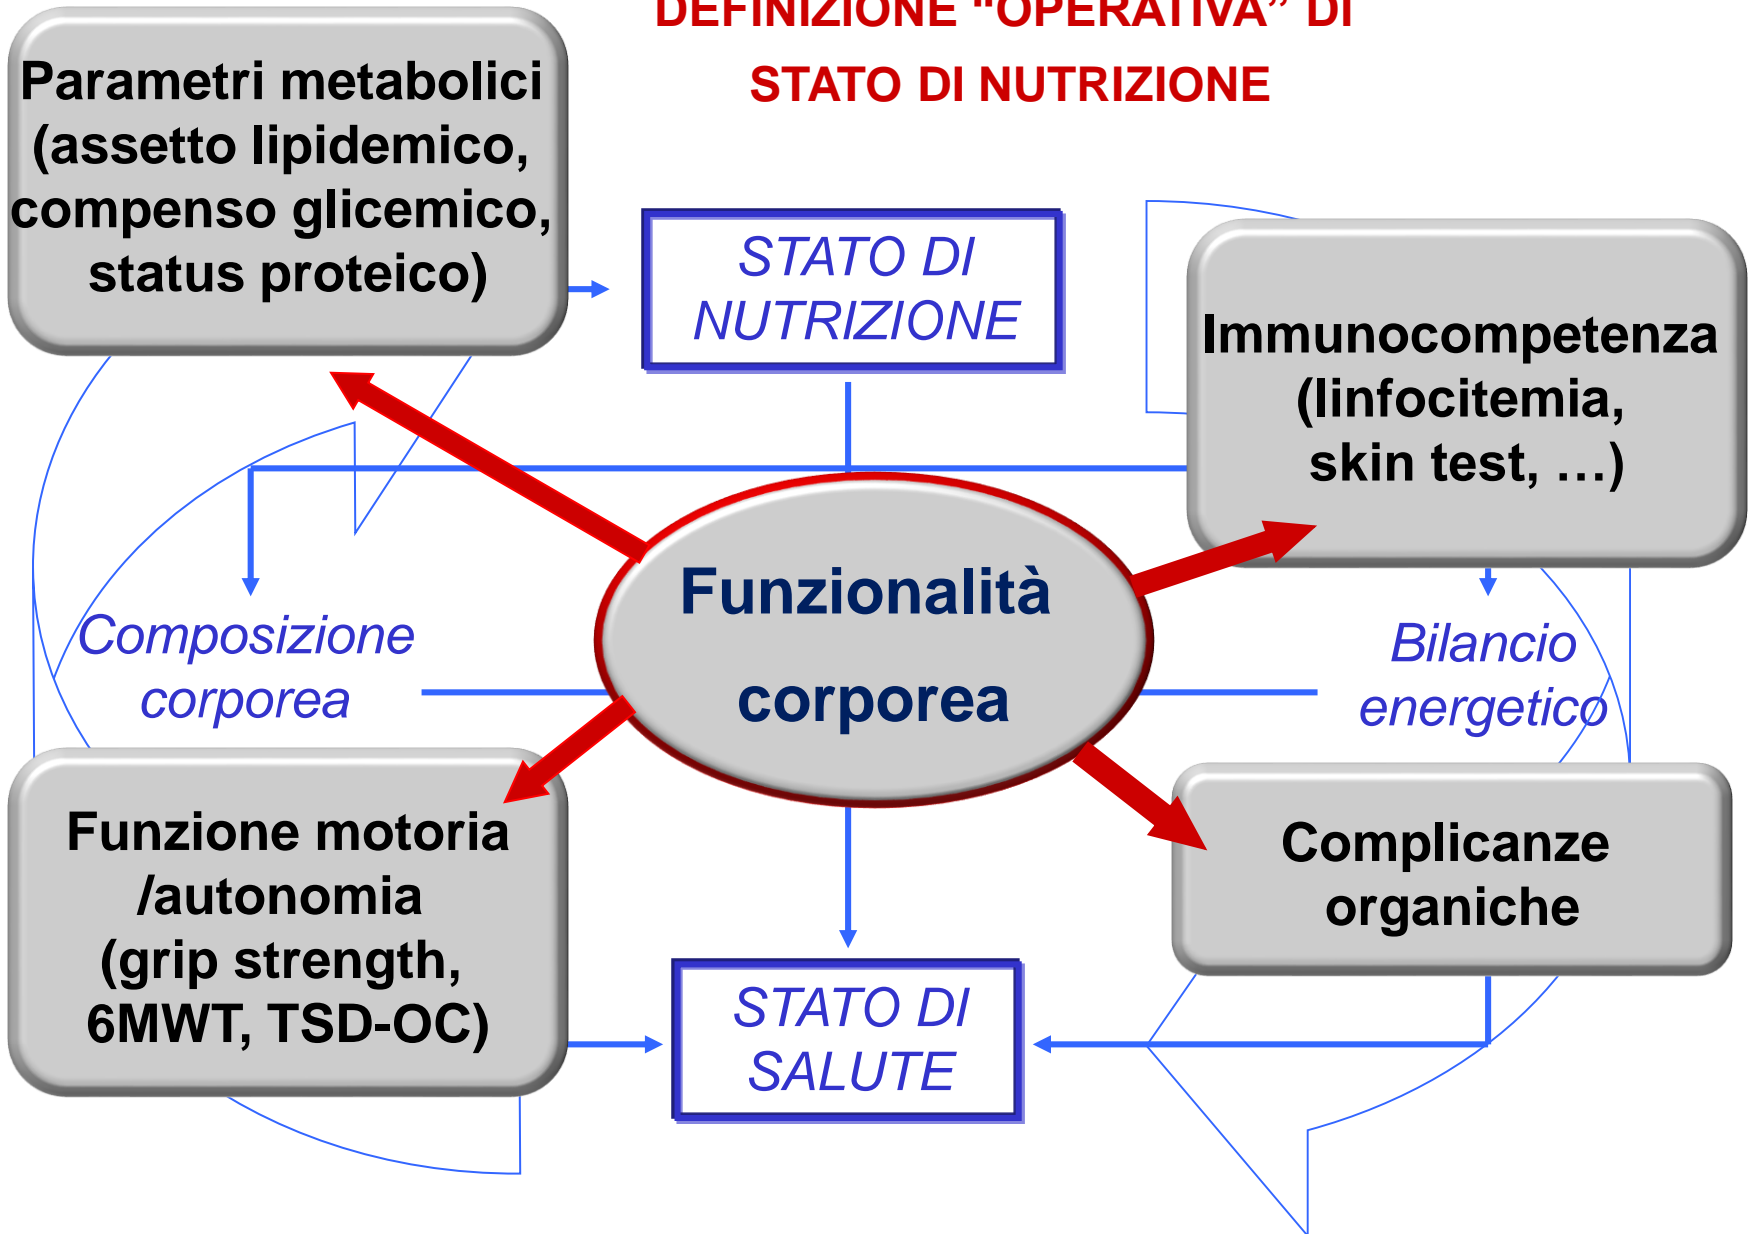 DEFINIZIONE “OPERATIVA” DI
STATO DI NUTRIZIONE
Parametri metabolici
(assetto lipidemico,
compenso glicemico,
status proteico)
STATO DI
NUTRIZIONE
Immunocompetenza
(linfocitemia,
skin test, …)
Funzionalità
corporea
Composizione
corporea
Bilancio
energetico
Funzione motoria
/autonomia
(grip strength,
6MWT, TSD-OC)
Complicanze
organiche
STATO DI
SALUTE